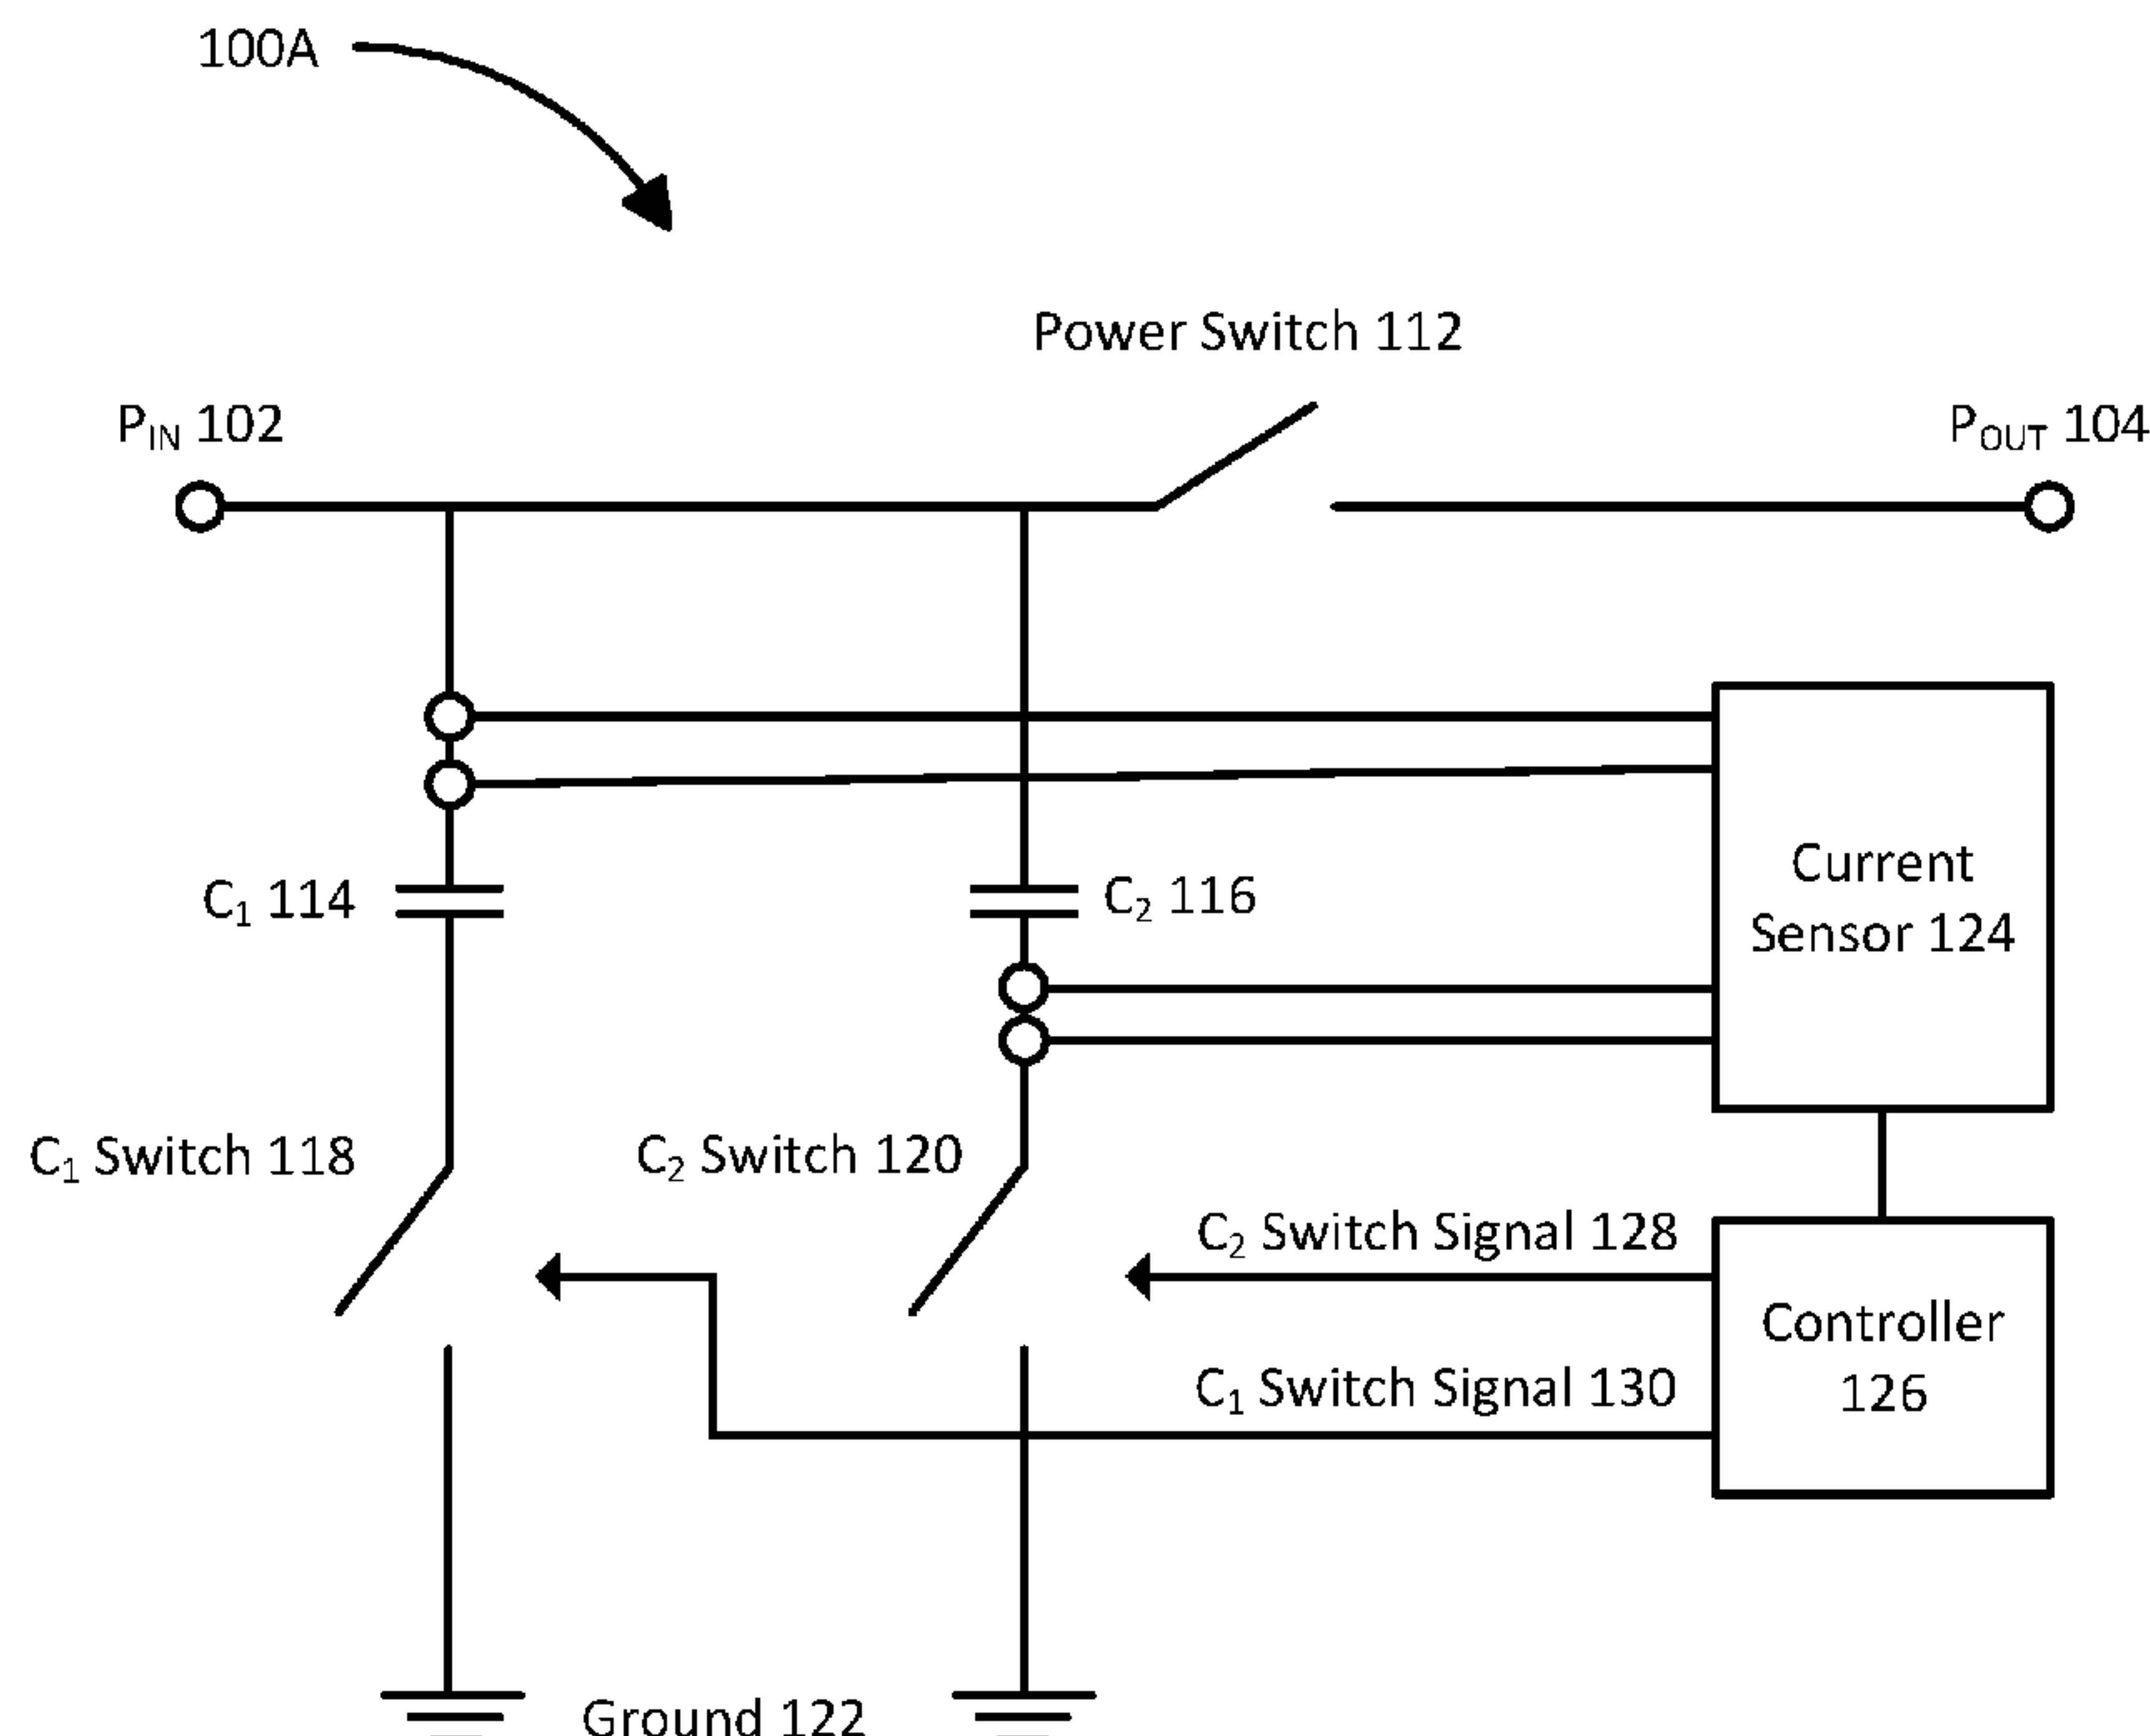 100A
Power Switch 112
PIN 102
POUT 104
C1 114
C2 116
Current
Sensor 124
C1 Switch 118
C2 Switch 120
C2 Switch Signal 128
Controller
126
C1 Switch Signal 130
Ground 122